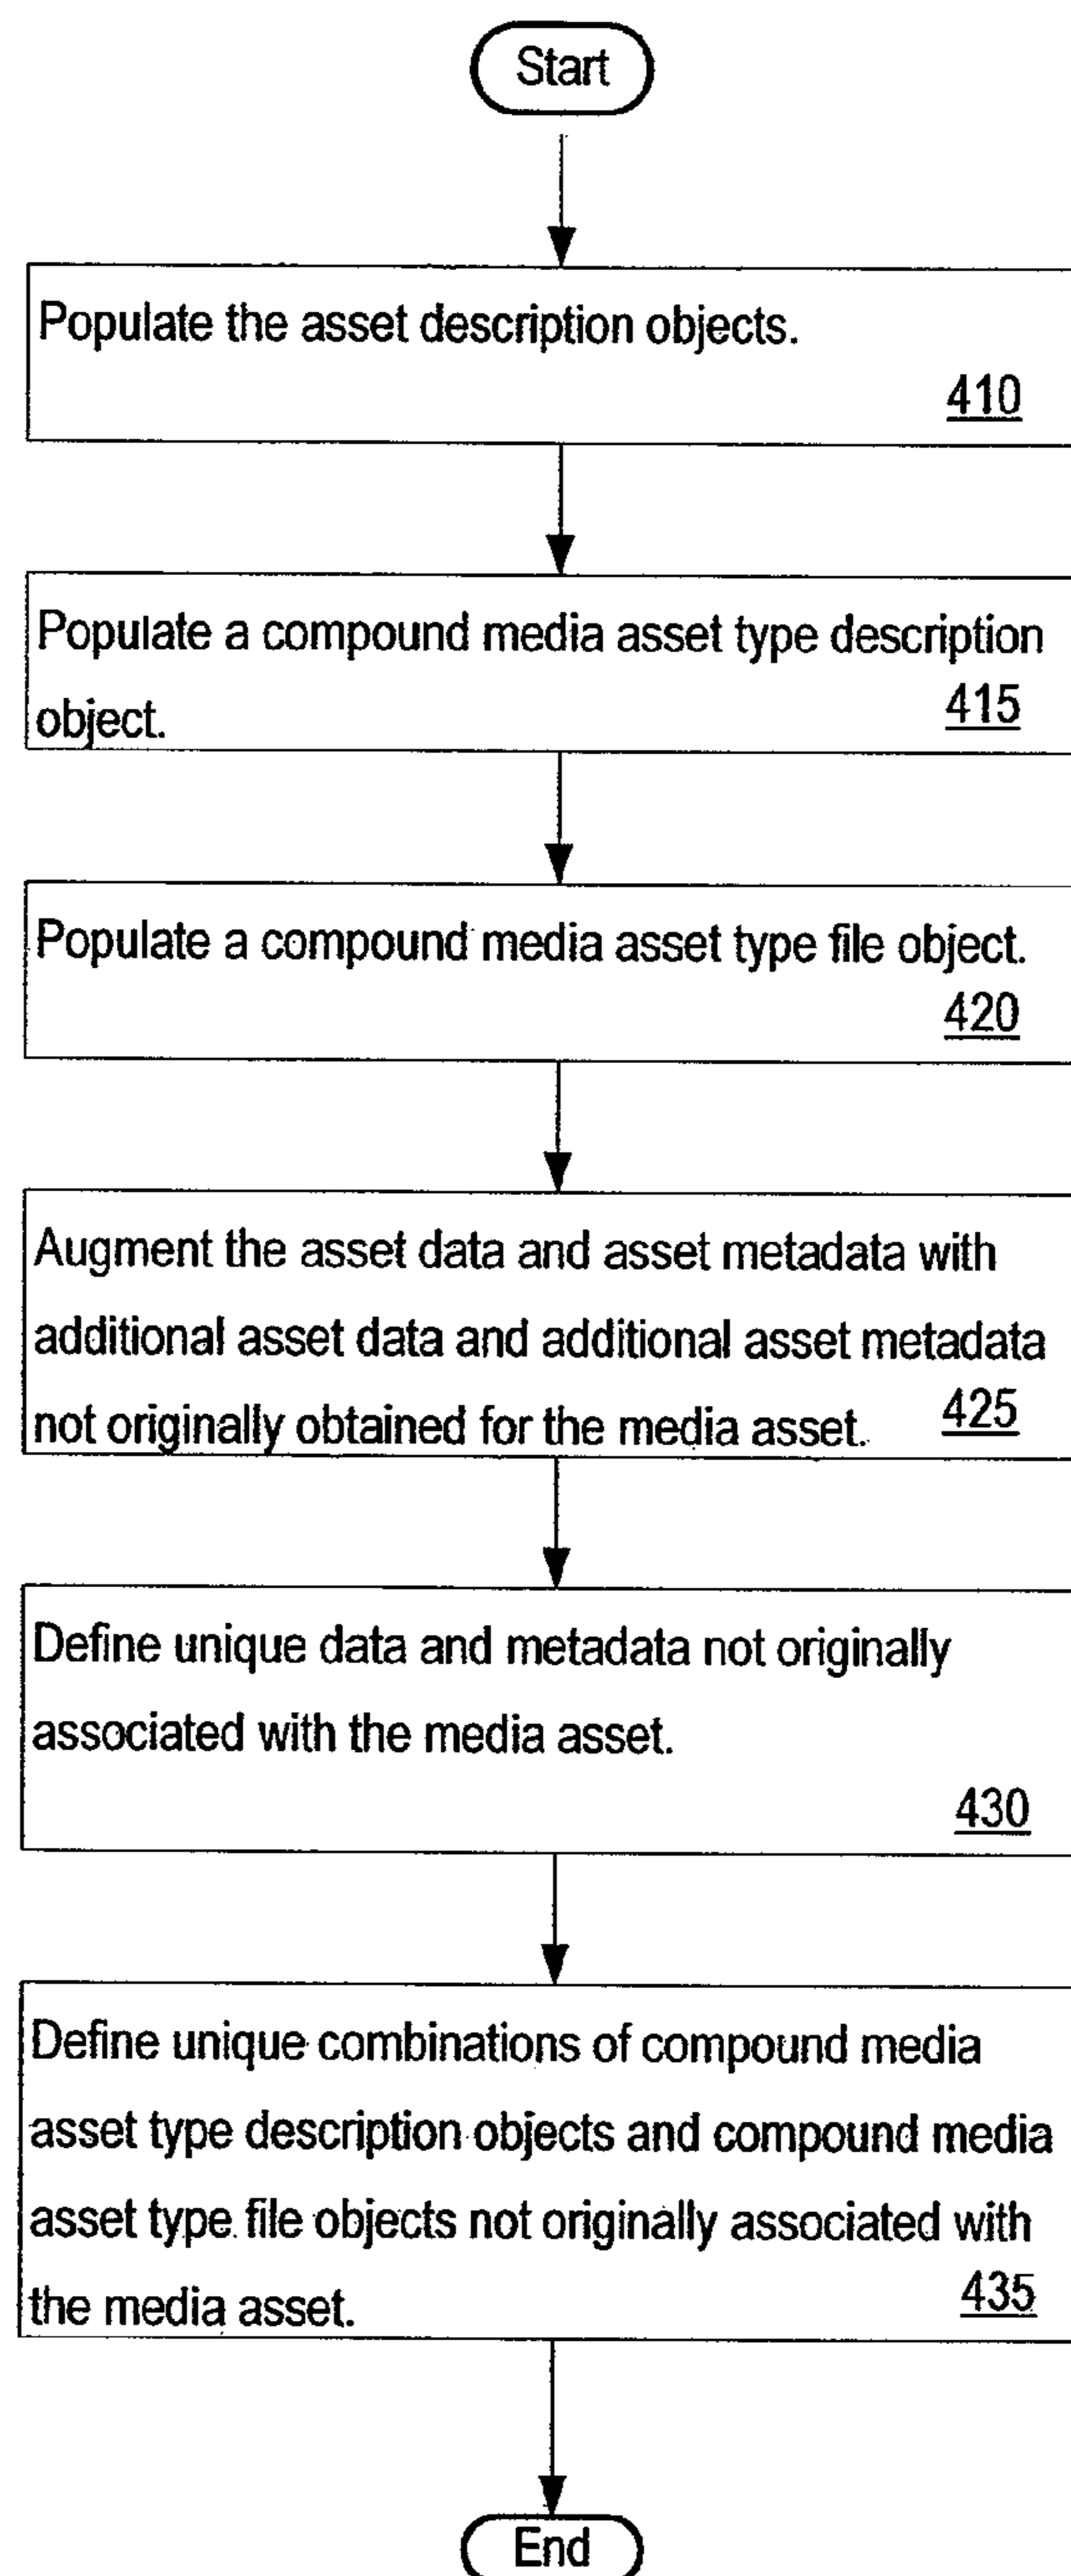 Start
Populate the asset description objects.
410
Populate a compound media asset type description
object.
415
Populate a compound media asset type file object.
420
Augment the asset data and asset metadata with
additional asset data and additional asset metadata
not originally obtained for the media asset.
425
Define unique data and metadata not originally
associated with the media asset.
430
Define unique combinations of compound media
asset type description objects and compound media
asset type file objects not originally associated with
the media asset.
435
End